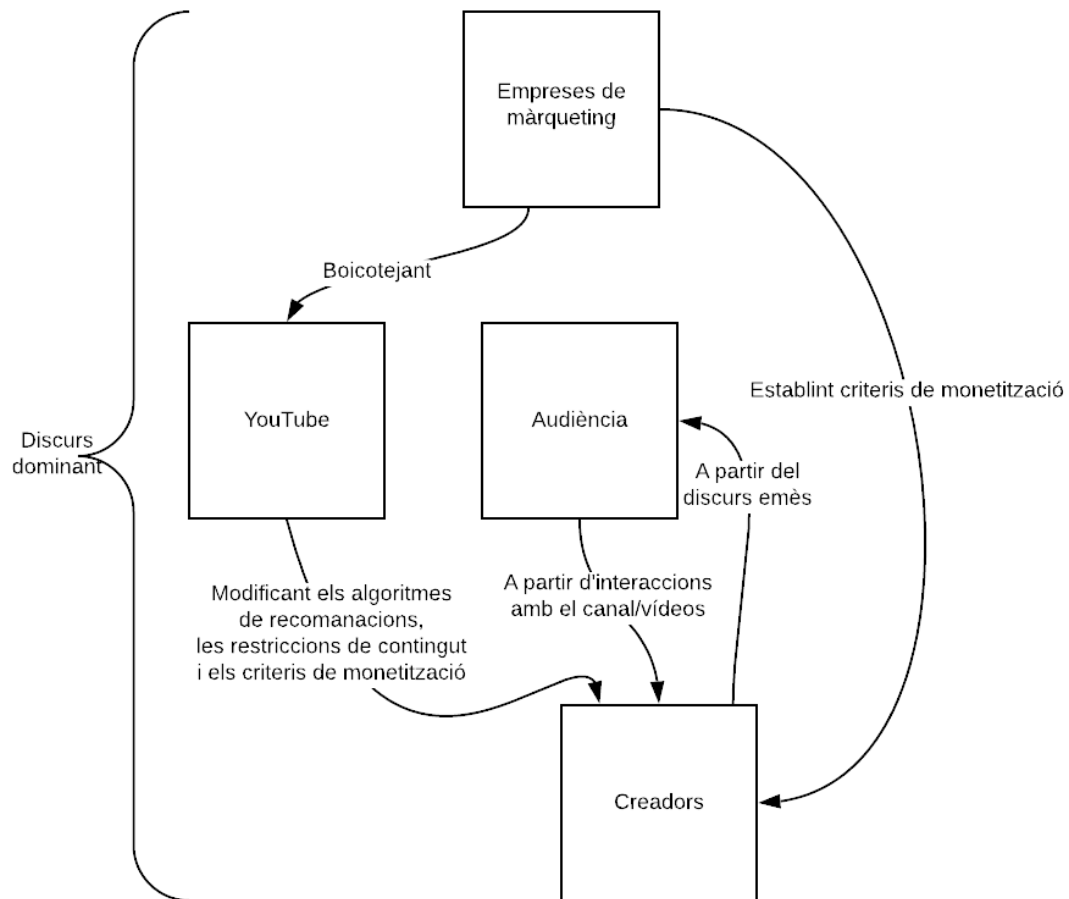 Empreses de
màrqueting
Boicotejant
YouTube
Audiència
Establint criteris de monetització
Discurs
dominant
A partir del
discurs emès
Modificant els algoritmes
de recomanacions,
les restriccions de contingut
i els criteris de monetització
A partir d'interaccions
amb el canal/vídeos
Creadors